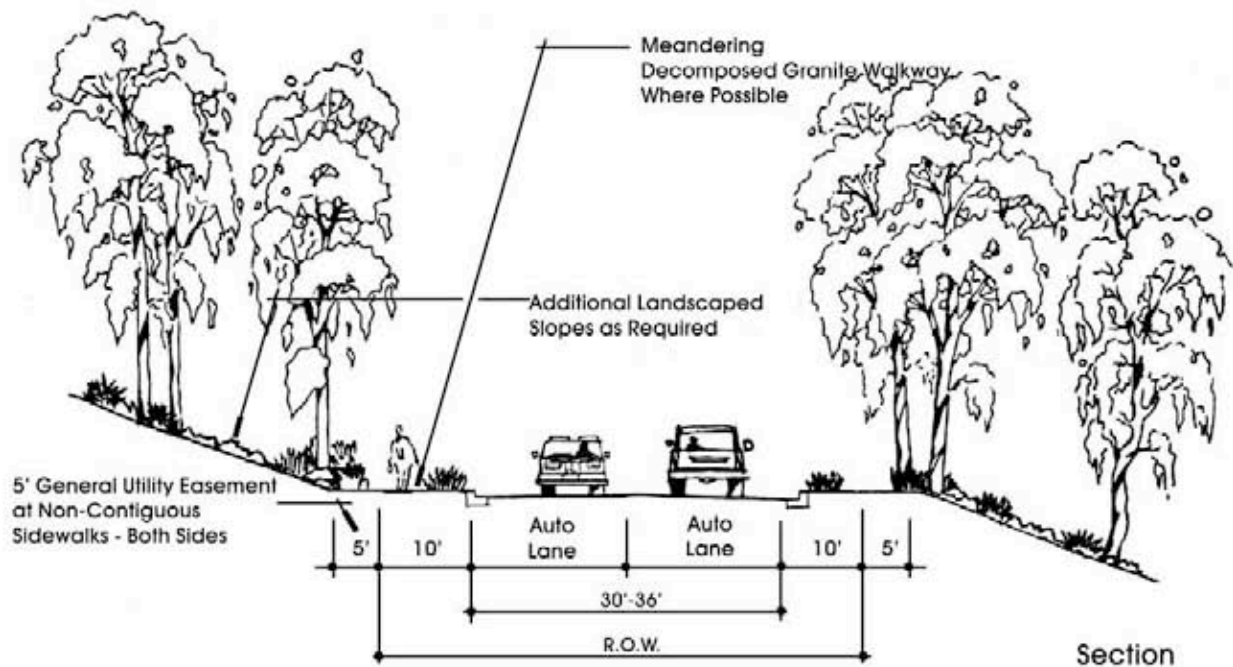 Meandering
Decomposed Granite Walkway
Where Possible
Additional Landscaped
Slopes as Required
5' General Utility Easement
at Non-Contiguous
Sidewalks - Both Sides
5' 10' Auto Lane Auto Lane 10' 5'
30'-36'
R.O.W.
Section